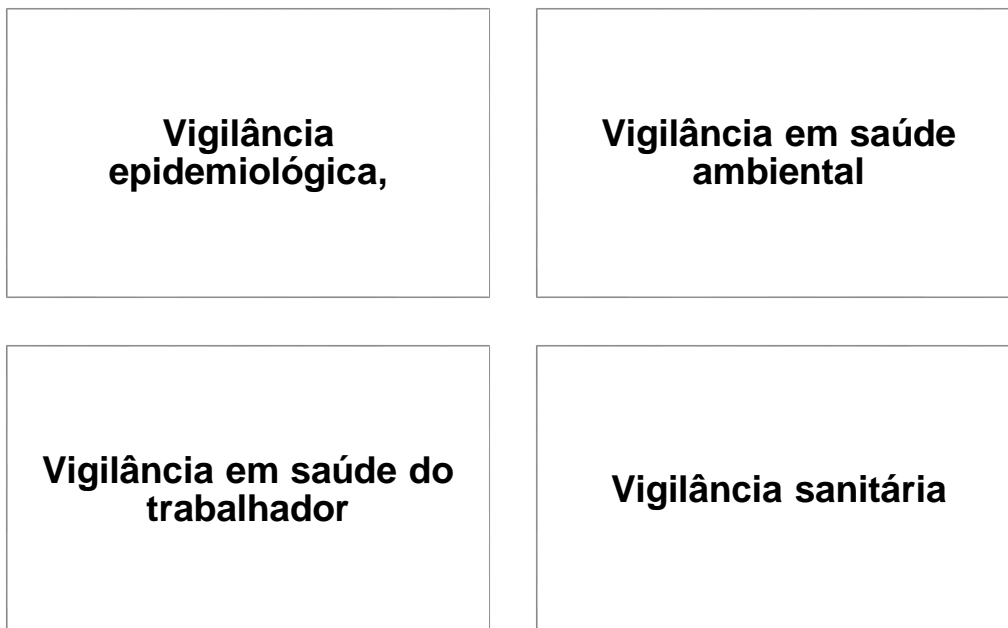 Vigilância
epidemiológica,
Vigilância em saúde
ambiental
Vigilância em saúde do
trabalhador
Vigilância sanitária